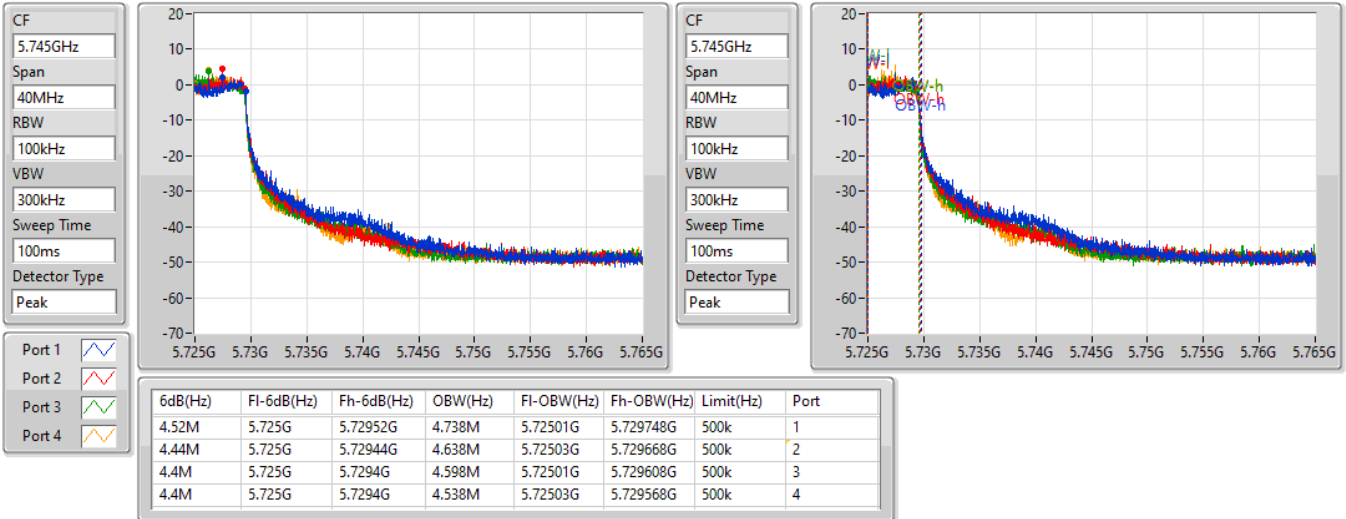 CF
5.745GHz
Span
40MHz
RBW
100kHz
VBW
300kHz
Sweep Time
100ms
Detector Type
Peak
20
10
0
-10
-20
-30
-40
-50
-60
-70
5.725G 5.73G 5.735G 5.74G 5.745G 5.75G 5.755G 5.76G 5.765G
CF
5.745GHz
Span
40MHz
RBW
100kHz
VBW
300kHz
Sweep Time
100ms
Detector Type
Peak
20
10
0
-10
-20
-30
-40
-50
-60
-70
OBW-h
OBW-h
OBW-h
5.725G 5.73G 5.735G 5.74G 5.745G 5.75G 5.755G 5.76G 5.765G
Port 1
Port 2
Port 3
Port 4
6dB(Hz) Fl-6dB(Hz) Fh-6dB(Hz) OBW(Hz) Fl-OBW(Hz) Fh-OBW(Hz) Limit(Hz) Port
4.52M 5.725G 5.72952G 4.738M 5.72501G 5.729748G 500k 1
4.44M 5.725G 5.72944G 4.638M 5.72503G 5.729668G 500k 2
4.4M 5.725G 5.7294G 4.598M 5.72501G 5.729608G 500k 3
4.4M 5.725G 5.7294G 4.538M 5.72503G 5.729568G 500k 4